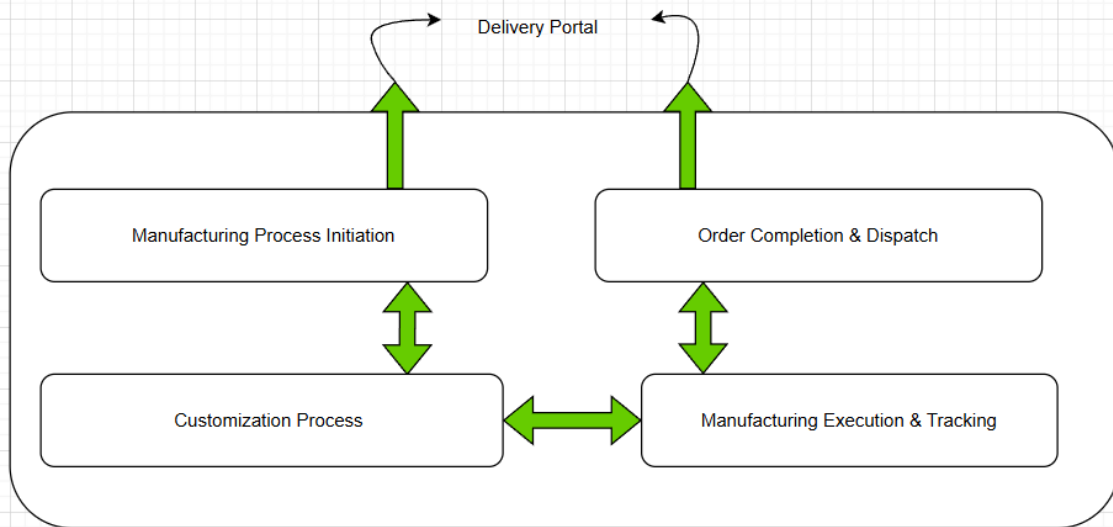 Delivery Portal
Manufacturing Process Initiation
Order Completion & Dispatch
Customization Process
Manufacturing Execution & Tracking